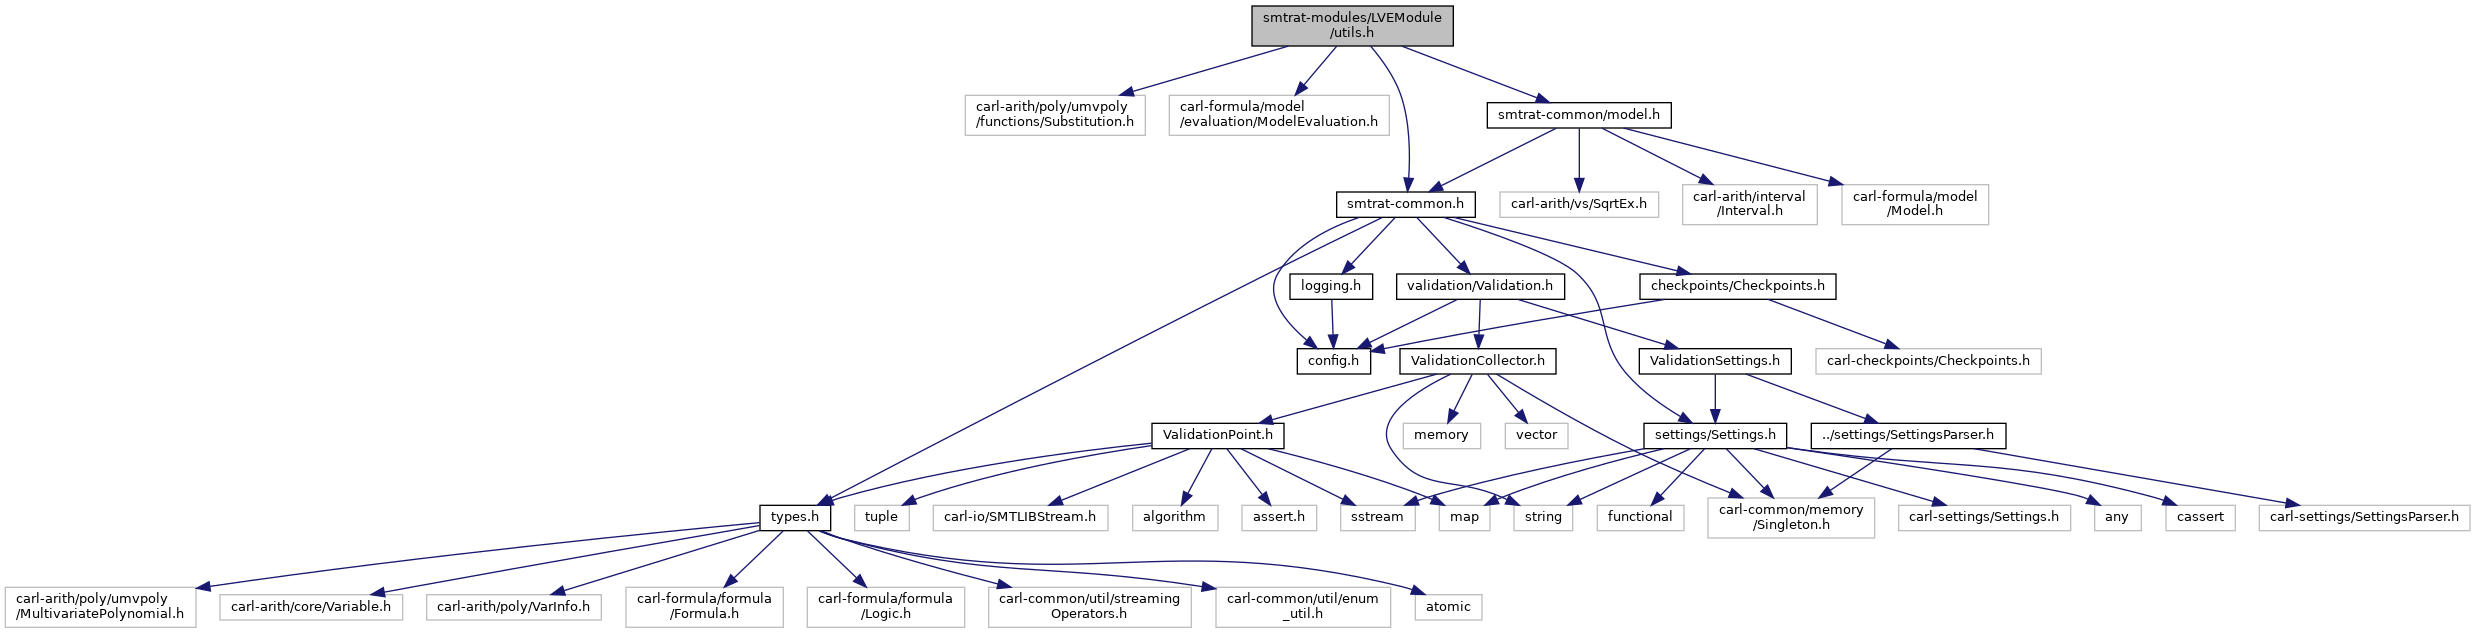 smtrat-modules/LVEModule
/utils.h
carl-arith/poly/umvpoly
/functions/Substitution.h
carl-formula/model
/evaluation/ModelEvaluation.h
smtrat-common/model.h
smtrat-common.h
carl-arith/vs/SqrtEx.h
carl-arith/interval
/Interval.h
carl-formula/model
/Model.h
logging.h
validation/Validation.h
checkpoints/Checkpoints.h
config.h
ValidationCollector.h
ValidationSettings.h
carl-checkpoints/Checkpoints.h
ValidationPoint.h
memory
vector
settings/Settings.h
../settings/SettingsParser.h
types.h
tuple
carl-io/SMTLIBStream.h
algorithm
assert.h
sstream
map
string
functional
carl-common/memory
/Singleton.h
carl-settings/Settings.h
any
cassert
carl-settings/SettingsParser.h
carl-arith/poly/umvpoly
/MultivariatePolynomial.h
carl-arith/core/Variable.h
carl-arith/poly/VarInfo.h
carl-formula/formula
/Formula.h
carl-formula/formula
/Logic.h
carl-common/util/streaming
Operators.h
carl-common/util/enum
_util.h
atomic